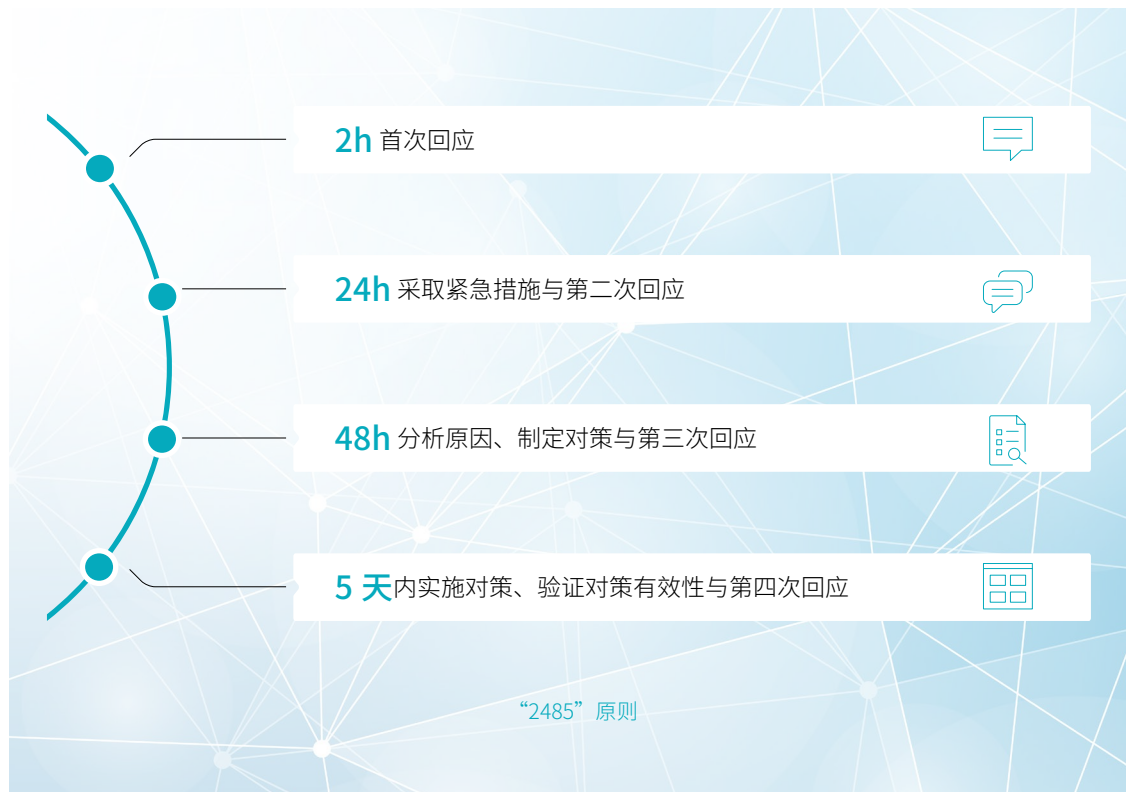 2h 首次回应
24h 采取紧急措施与第二次回应
48h 分析原因、制定对策与第三次回应
5 天内实施对策、验证对策有效性与第四次回应
“2485”原则